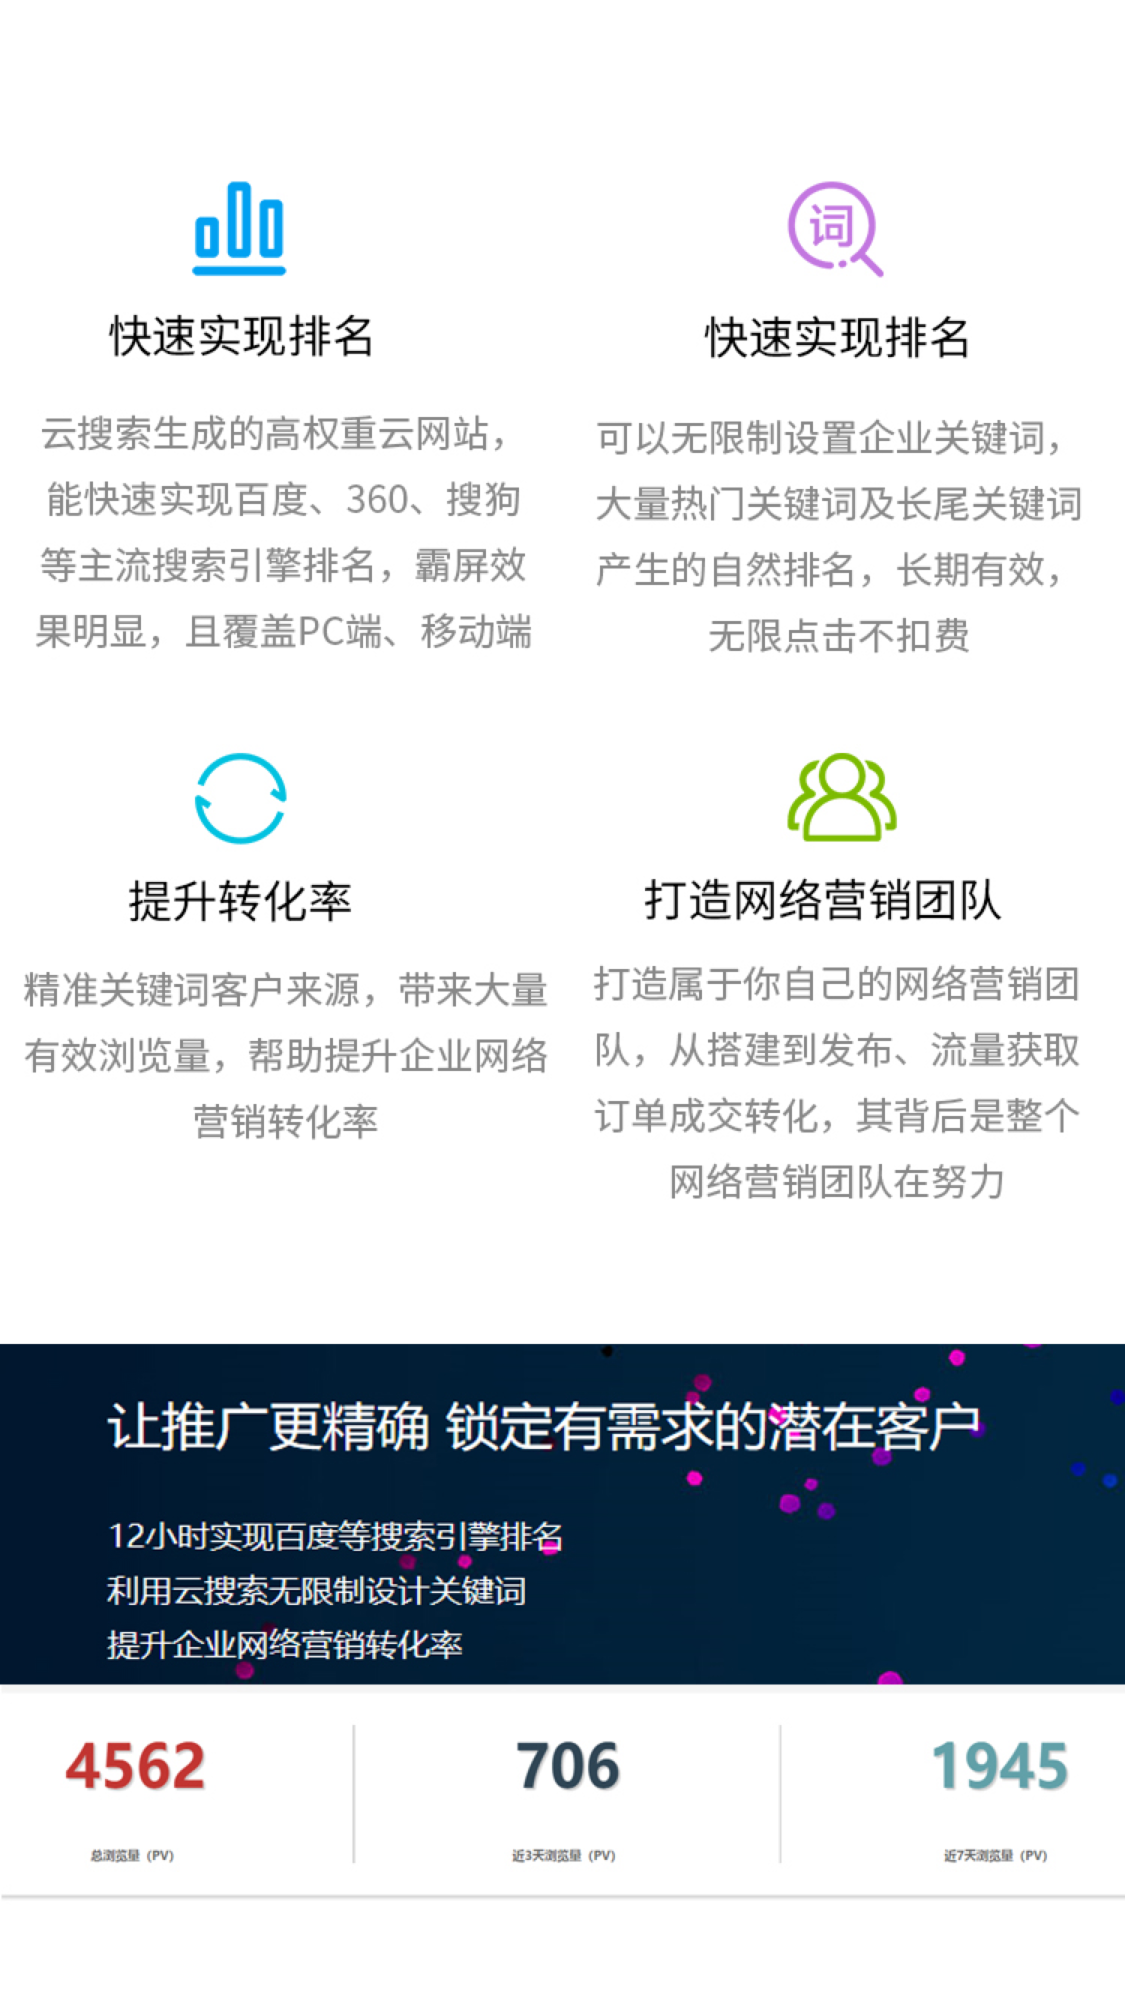 词
快速实现排名
云搜索生成的高权重云网站，
能快速实现百度、360、搜狗
等主流搜索引擎排名，霸屏效
果明显，且覆盖PC端、移动端
快速实现排名
可以无限制设置企业关键词，
大量热门关键词及长尾关键词
产生的自然排名，长期有效，
无限点击不扣费
提升转化率
精准关键词客户来源，带来大量
有效浏览量，帮助提升企业网络
营销转化率
打造网络营销团队
打造属于你自己的网络营销团
队，从搭建到发布、流量获取
订单成交转化，其背后是整个
网络营销团队在努力
让推广更精确 锁定有需求的潜在客户
12小时实现百度等搜索引擎排名
利用云搜索无限制设计关键词
提升企业网络营销转化率
4562
706
1945
总浏览量（PV）
近3天浏览量（PV）
近7天浏览量（PV）